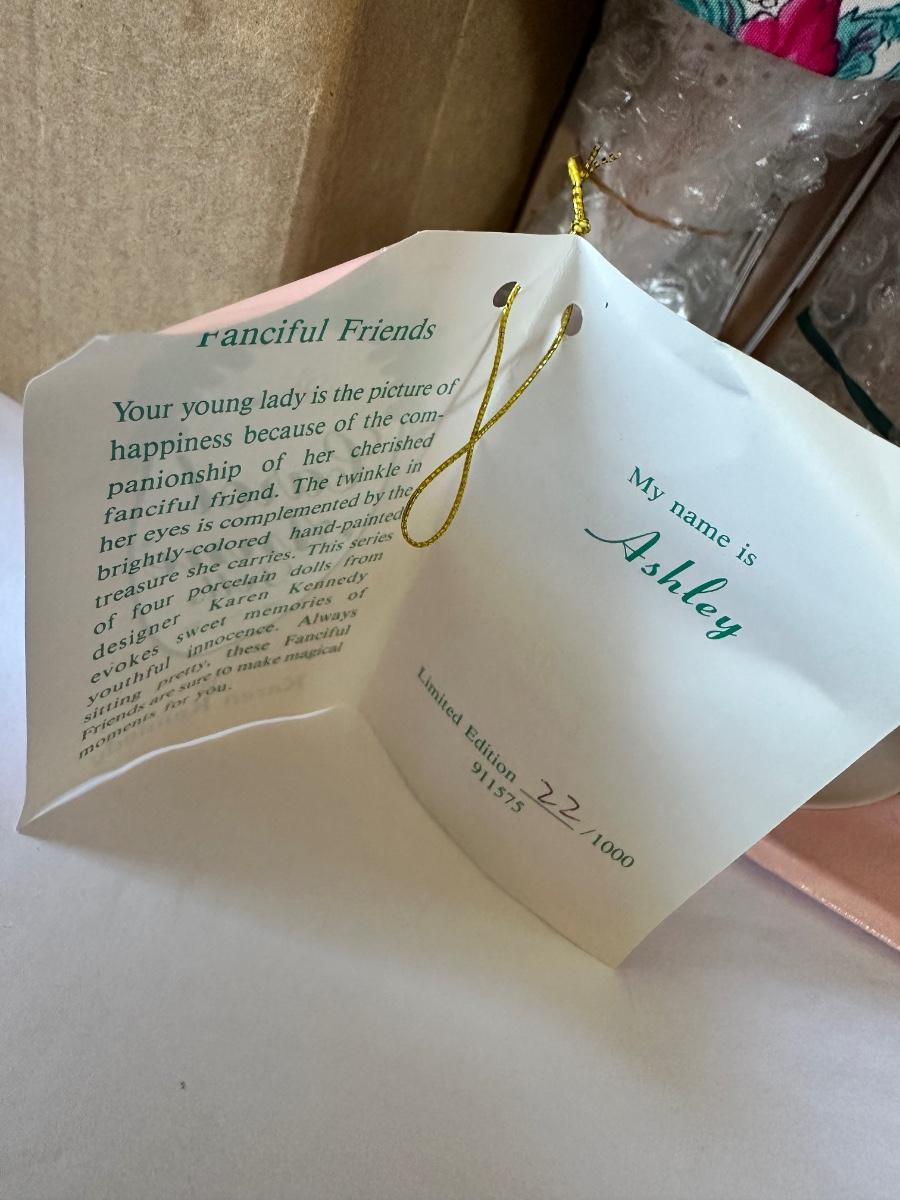 Fanciful Friends
Your young lady is the picture of
happiness because of the com-
panionship of her cherished
fanciful friend. The twinkle in
her eyes is complemented by the
brightly-colored hand-painted
treasure she carries. This series
of four porcelain dolls from
designer Karen Kennedy
evokes sweet memories of
youthful innocence. Always
sitting pretty, these Fanciful
Friends are sure to make magical
moments for you.
My name is
Ashley
Limited Edition 22 /1000
911575